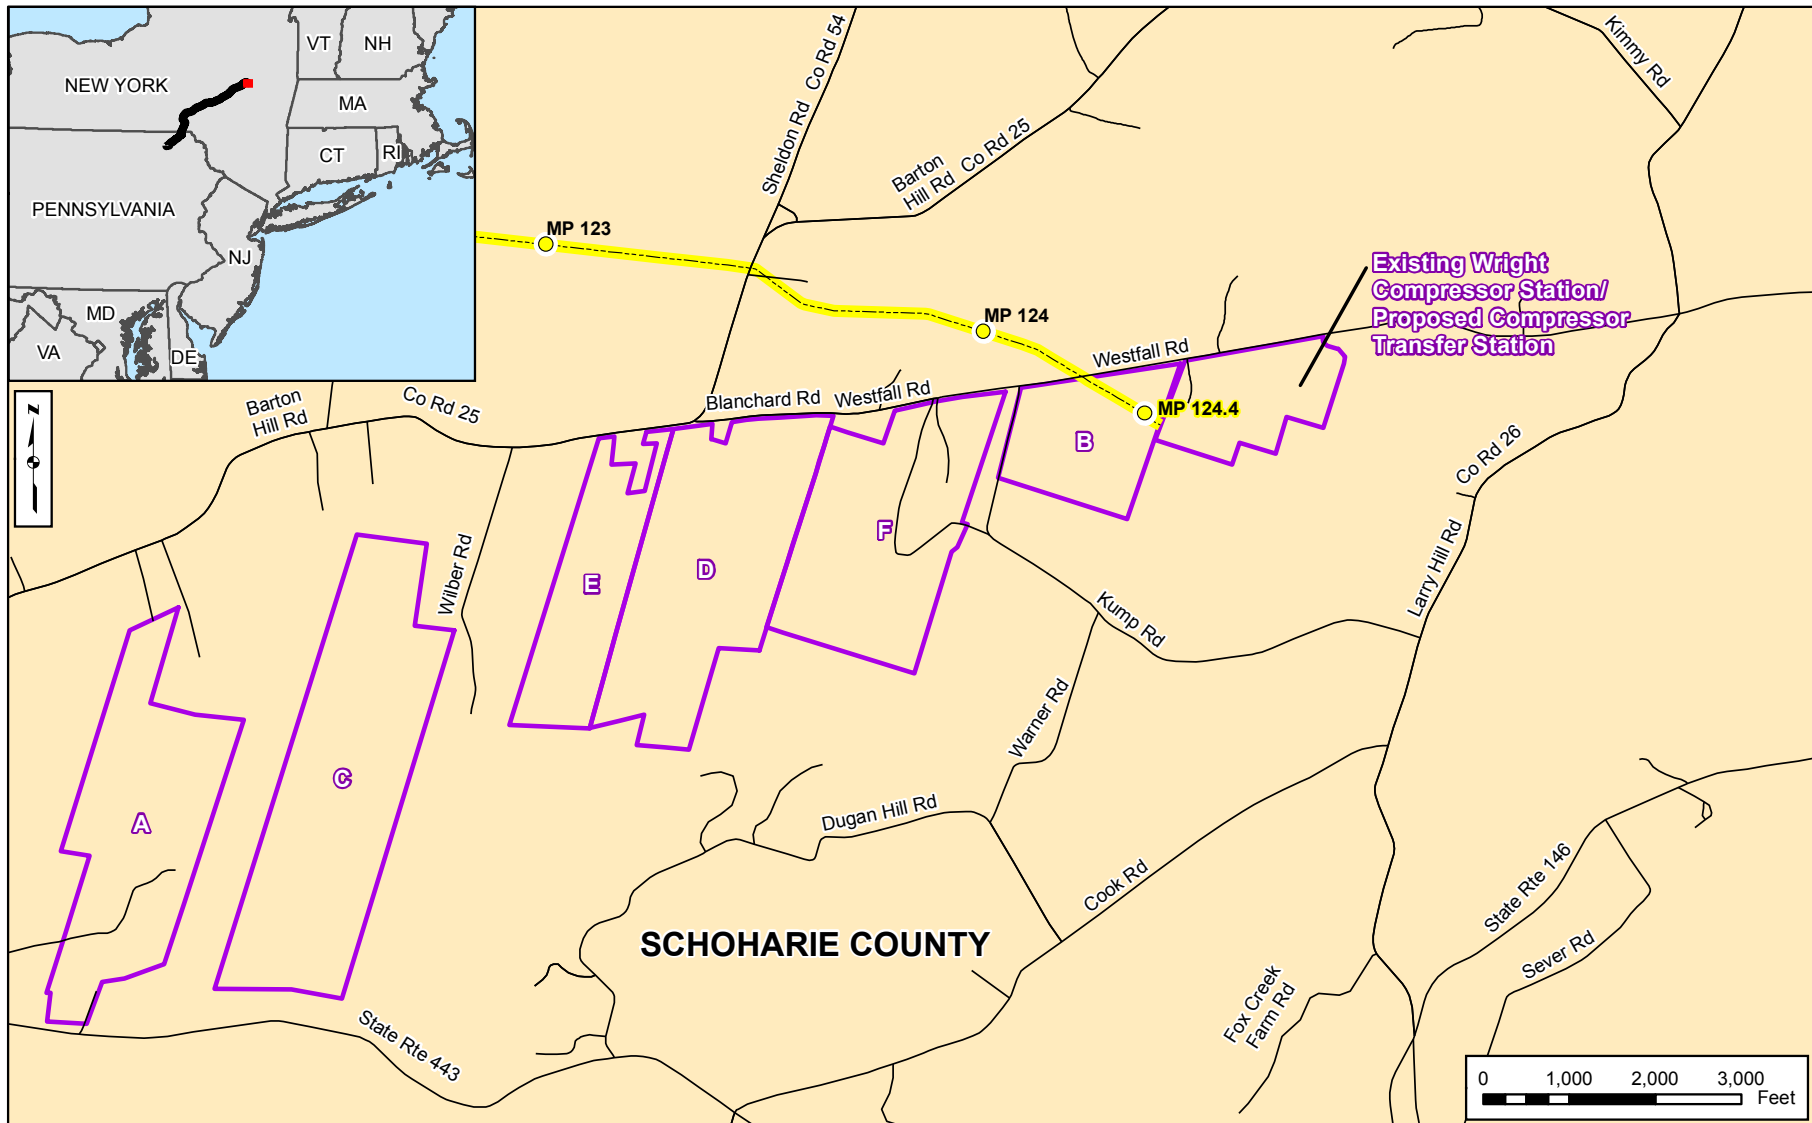 VT
NH
NEW YORK
MA
CT
RI
PENNSYLVANIA
NJ
MD
VA
DE
N
Sheldon Rd Co Rd 54
Barton
Hill Rd Co Rd 25
Kimmy Rd
MP 123
MP 124
MP 124.4
Existing Wright
Compressor Station/
Proposed Compressor
Transfer Station
Westfall Rd
Blanchard Rd
Westfall Rd
Barton
Hill Rd
Co Rd 25
Wilber Rd
B
F
E
D
C
A
Co Rd 26
Larry Hill Rd
Kump Rd
Warner Rd
Dugan Hill Rd
Cook Rd
State Rte 146
Sever Rd
Fox Creek
Farm Rd
SCHOHARIE COUNTY
State Rte 443
0 1,000 2,000 3,000
Feet